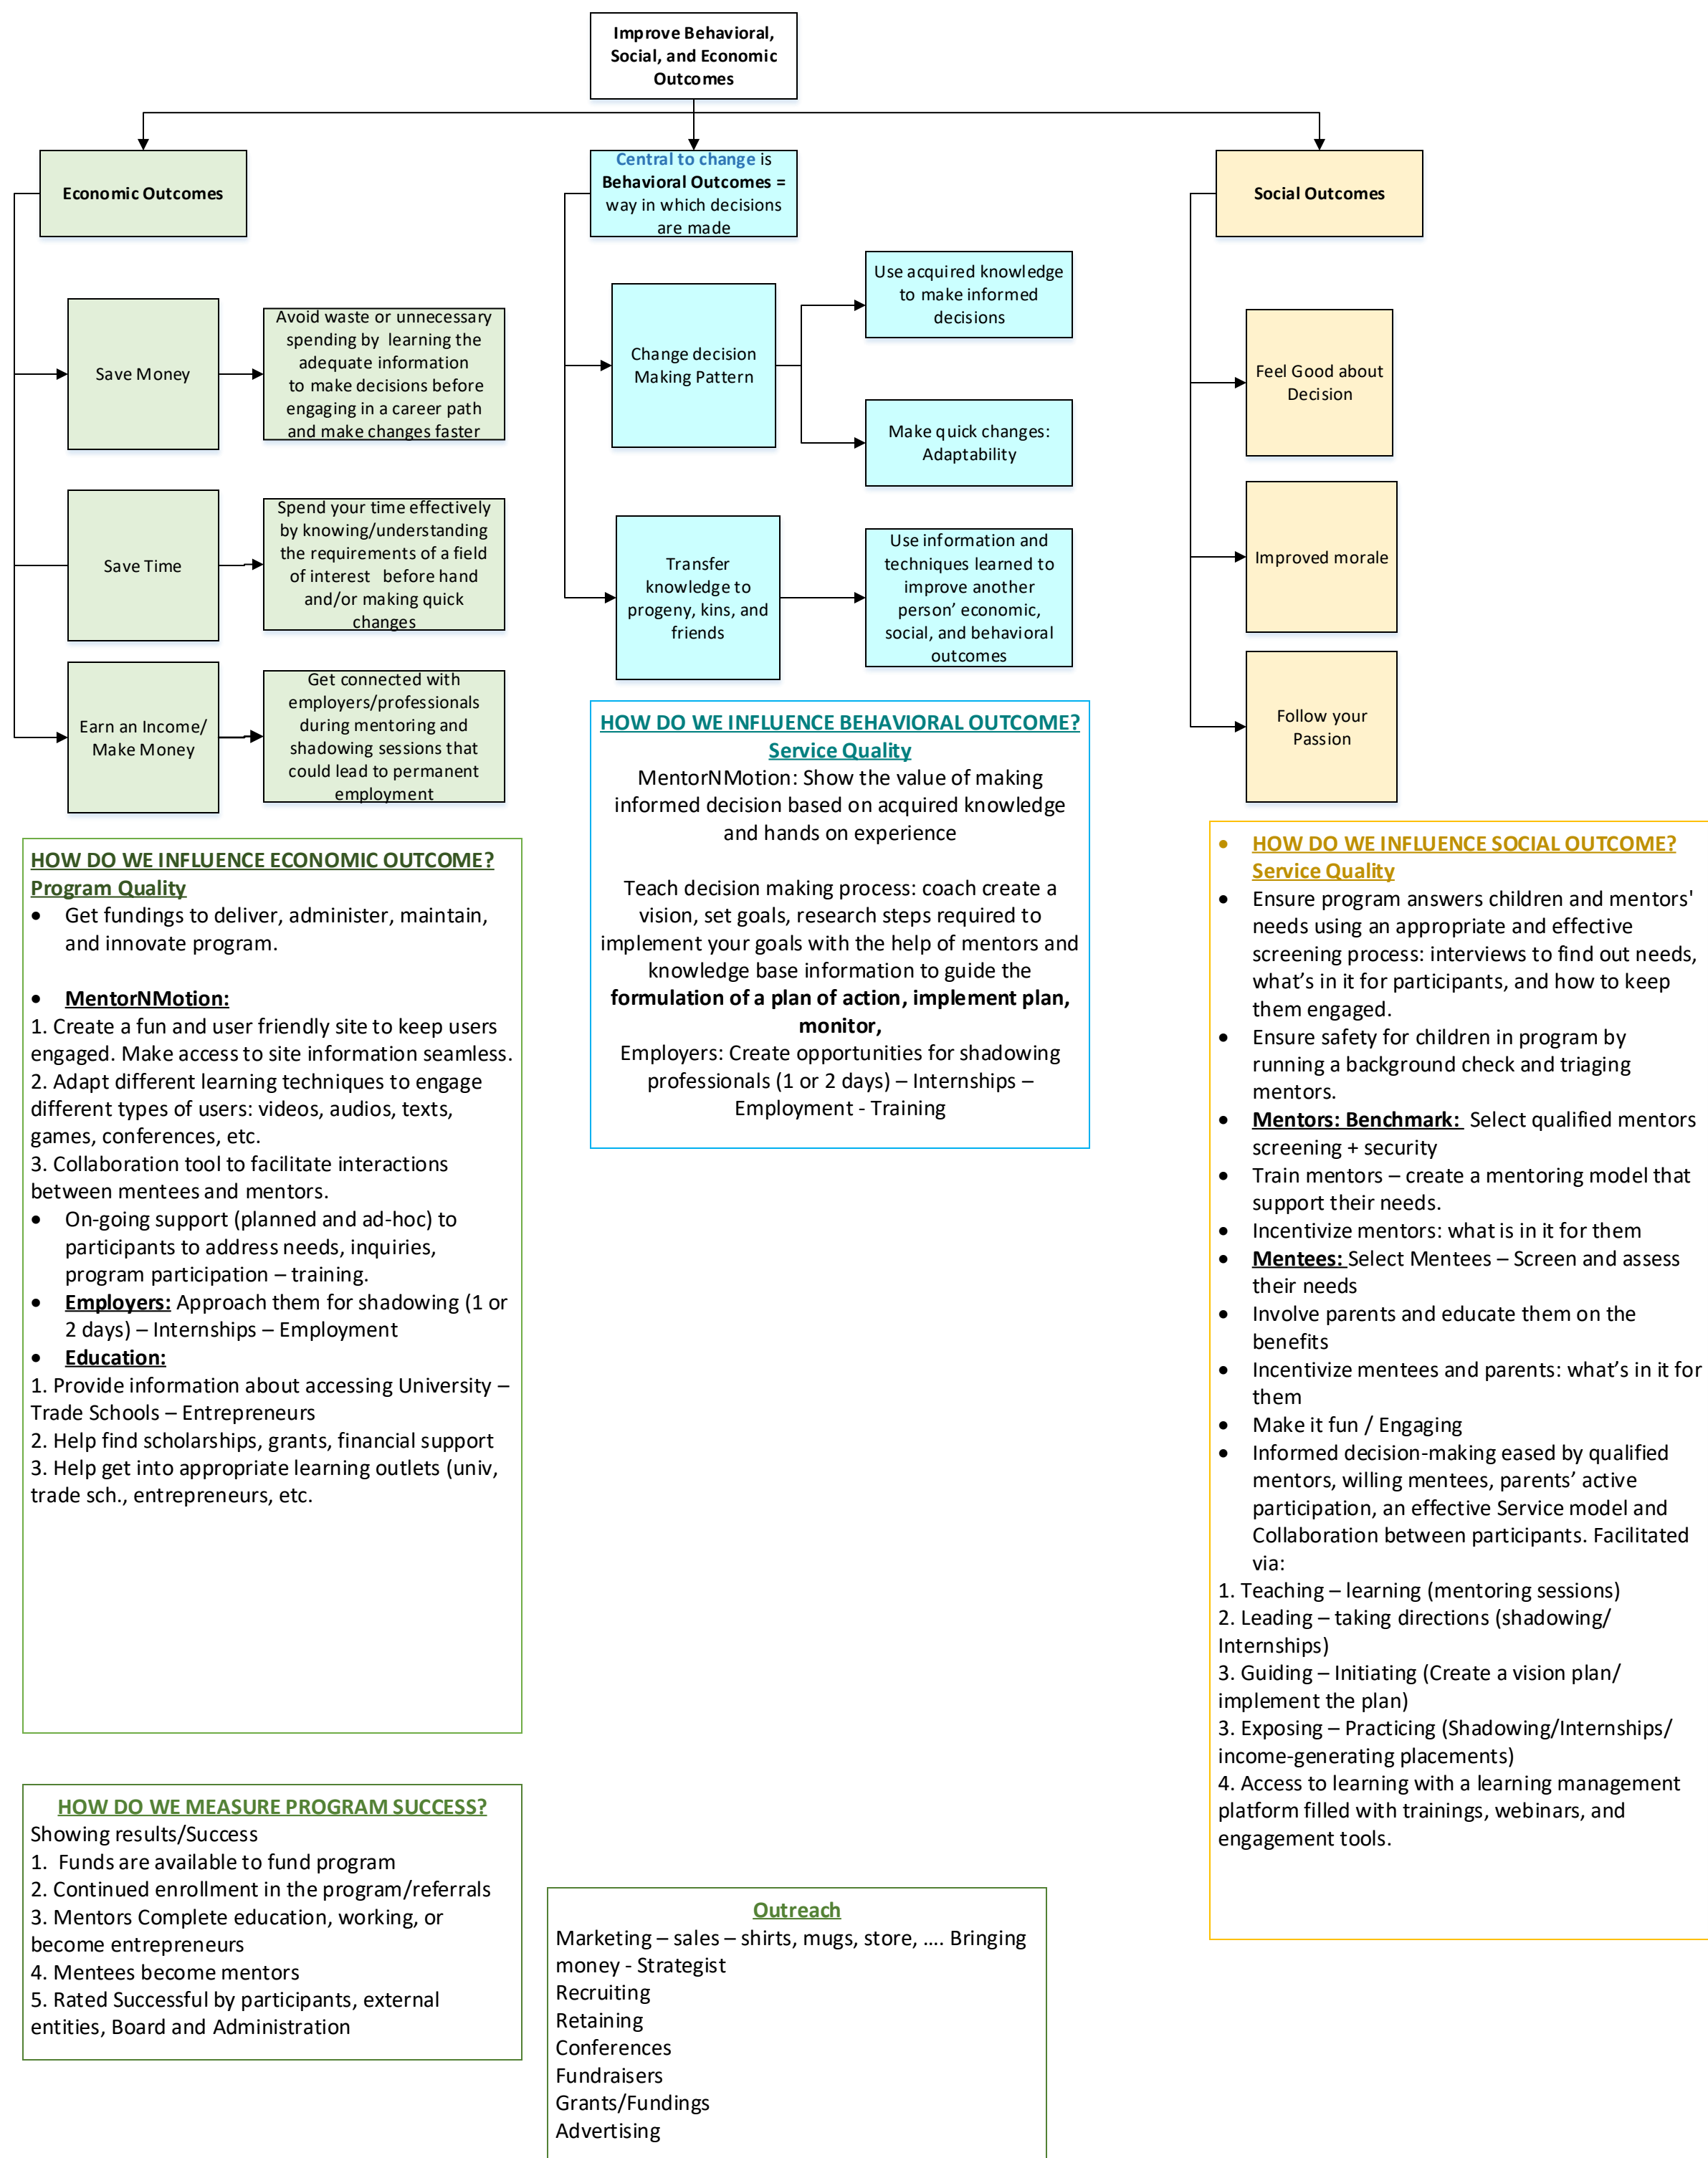 Improve Behavioral,
Social, and Economic
Outcomes
Economic Outcomes
Central to change is
Behavioral Outcomes =
way in which decisions
are made
Social Outcomes
Save Money
Avoid waste or unnecessary
spending by learning the
adequate information
to make decisions before
engaging in a career path
and make changes faster
Save Time
Spend your time effectively
by knowing/understanding
the requirements of a field
of interest before hand
and/or making quick
changes
Earn an Income/
Make Money
Get connected with
employers/professionals
during mentoring and
shadowing sessions that
could lead to permanent
employment
Change decision
Making Pattern
Use acquired knowledge
to make informed
decisions
Make quick changes:
Adaptability
Transfer
knowledge to
progeny, kins, and
friends
Use information and
techniques learned to
improve another
person’ economic,
social, and behavioral
outcomes
Feel Good about
Decision
Improved morale
Follow your
Passion
HOW DO WE INFLUENCE ECONOMIC OUTCOME?
Program Quality
• Get fundings to deliver, administer, maintain,
and innovate program.
• MentorNMotion:
1. Create a fun and user friendly site to keep users
engaged. Make access to site information seamless.
2. Adapt different learning techniques to engage
different types of users: videos, audios, texts,
games, conferences, etc.
3. Collaboration tool to facilitate interactions
between mentees and mentors.
• On-going support (planned and ad-hoc) to
participants to address needs, inquiries,
program participation – training.
• Employers: Approach them for shadowing (1 or
2 days) – Internships – Employment
• Education:
1. Provide information about accessing University –
Trade Schools – Entrepreneurs
2. Help find scholarships, grants, financial support
3. Help get into appropriate learning outlets (univ,
trade sch., entrepreneurs, etc.
HOW DO WE INFLUENCE BEHAVIORAL OUTCOME?
Service Quality
MentorNMotion: Show the value of making
informed decision based on acquired knowledge
and hands on experience
Teach decision making process: coach create a
vision, set goals, research steps required to
implement your goals with the help of mentors and
knowledge base information to guide the
formulation of a plan of action, implement plan,
monitor,
Employers: Create opportunities for shadowing
professionals (1 or 2 days) – Internships –
Employment - Training
• HOW DO WE INFLUENCE SOCIAL OUTCOME?
Service Quality
• Ensure program answers children and mentors'
needs using an appropriate and effective
screening process: interviews to find out needs,
what’s in it for participants, and how to keep
them engaged.
• Ensure safety for children in program by
running a background check and triaging
mentors.
• Mentors: Benchmark: Select qualified mentors
screening + security
• Train mentors – create a mentoring model that
support their needs.
• Incentivize mentors: what is in it for them
• Mentees: Select Mentees – Screen and assess
their needs
• Involve parents and educate them on the
benefits
• Incentivize mentees and parents: what’s in it for
them
• Make it fun / Engaging
• Informed decision-making eased by qualified
mentors, willing mentees, parents’ active
participation, an effective Service model and
Collaboration between participants. Facilitated
via:
1. Teaching – learning (mentoring sessions)
2. Leading – taking directions (shadowing/
Internships)
3. Guiding – Initiating (Create a vision plan/
implement the plan)
3. Exposing – Practicing (Shadowing/Internships/
income-generating placements)
4. Access to learning with a learning management
platform filled with trainings, webinars, and
engagement tools.
HOW DO WE MEASURE PROGRAM SUCCESS?
Showing results/Success
1. Funds are available to fund program
2. Continued enrollment in the program/referrals
3. Mentors Complete education, working, or
become entrepreneurs
4. Mentees become mentors
5. Rated Successful by participants, external
entities, Board and Administration
Outreach
Marketing – sales – shirts, mugs, store, .... Bringing
money - Strategist
Recruiting
Retaining
Conferences
Fundraisers
Grants/Fundings
Advertising